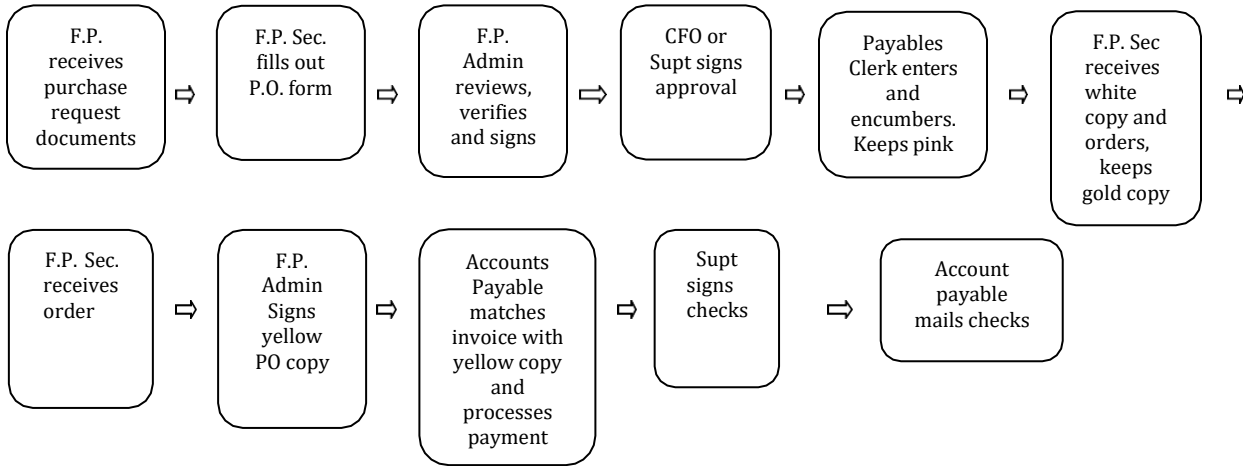 F.P.
receives
purchase
request
documents
F.P. Sec.
fills out
P.O. form
F.P.
Admin
reviews,
verifies
and signs
CFO or
Supt signs
approval
Payables
Clerk enters
and
encumbers.
Keeps pink
F.P. Sec
receives
white
copy and
orders,
keeps
gold copy
F.P. Sec.
receives
order
F.P.
Admin
Signs
yellow
PO copy
Accounts
Payable
matches
invoice with
yellow copy
and
processes
payment
Supt
signs
checks
Account
payable
mails checks